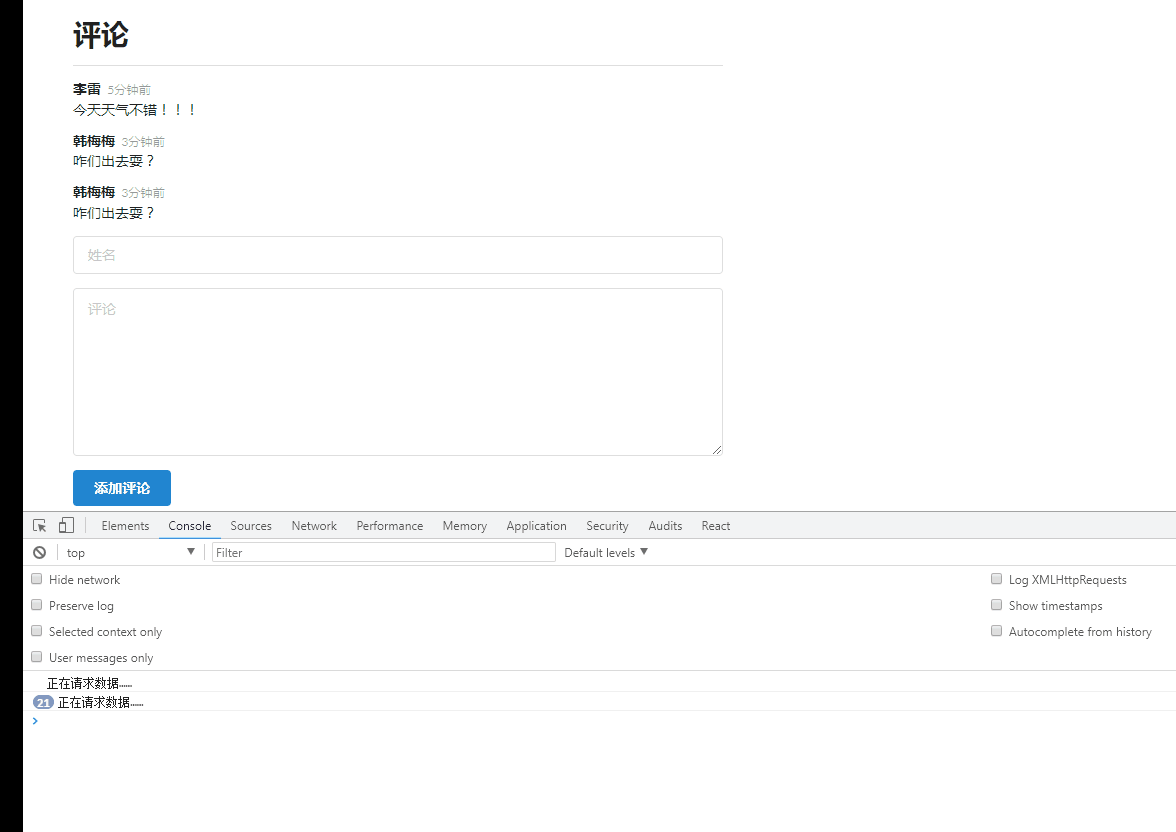 评论
李雷 5分钟前
今天天气不错！！！
韩梅梅 3分钟前
咱们出去耍？
韩梅梅 3分钟前
咱们出去耍？
姓名
评论
添加评论
Elements Console Sources Network Performance Memory Application Security Audits React
top ▼ Filter Default levels ▼
Hide network Log XMLHttpRequests
Preserve log Show timestamps
Selected context only Autocomplete from history
User messages only
正在请求数据……
21 正在请求数据……
>